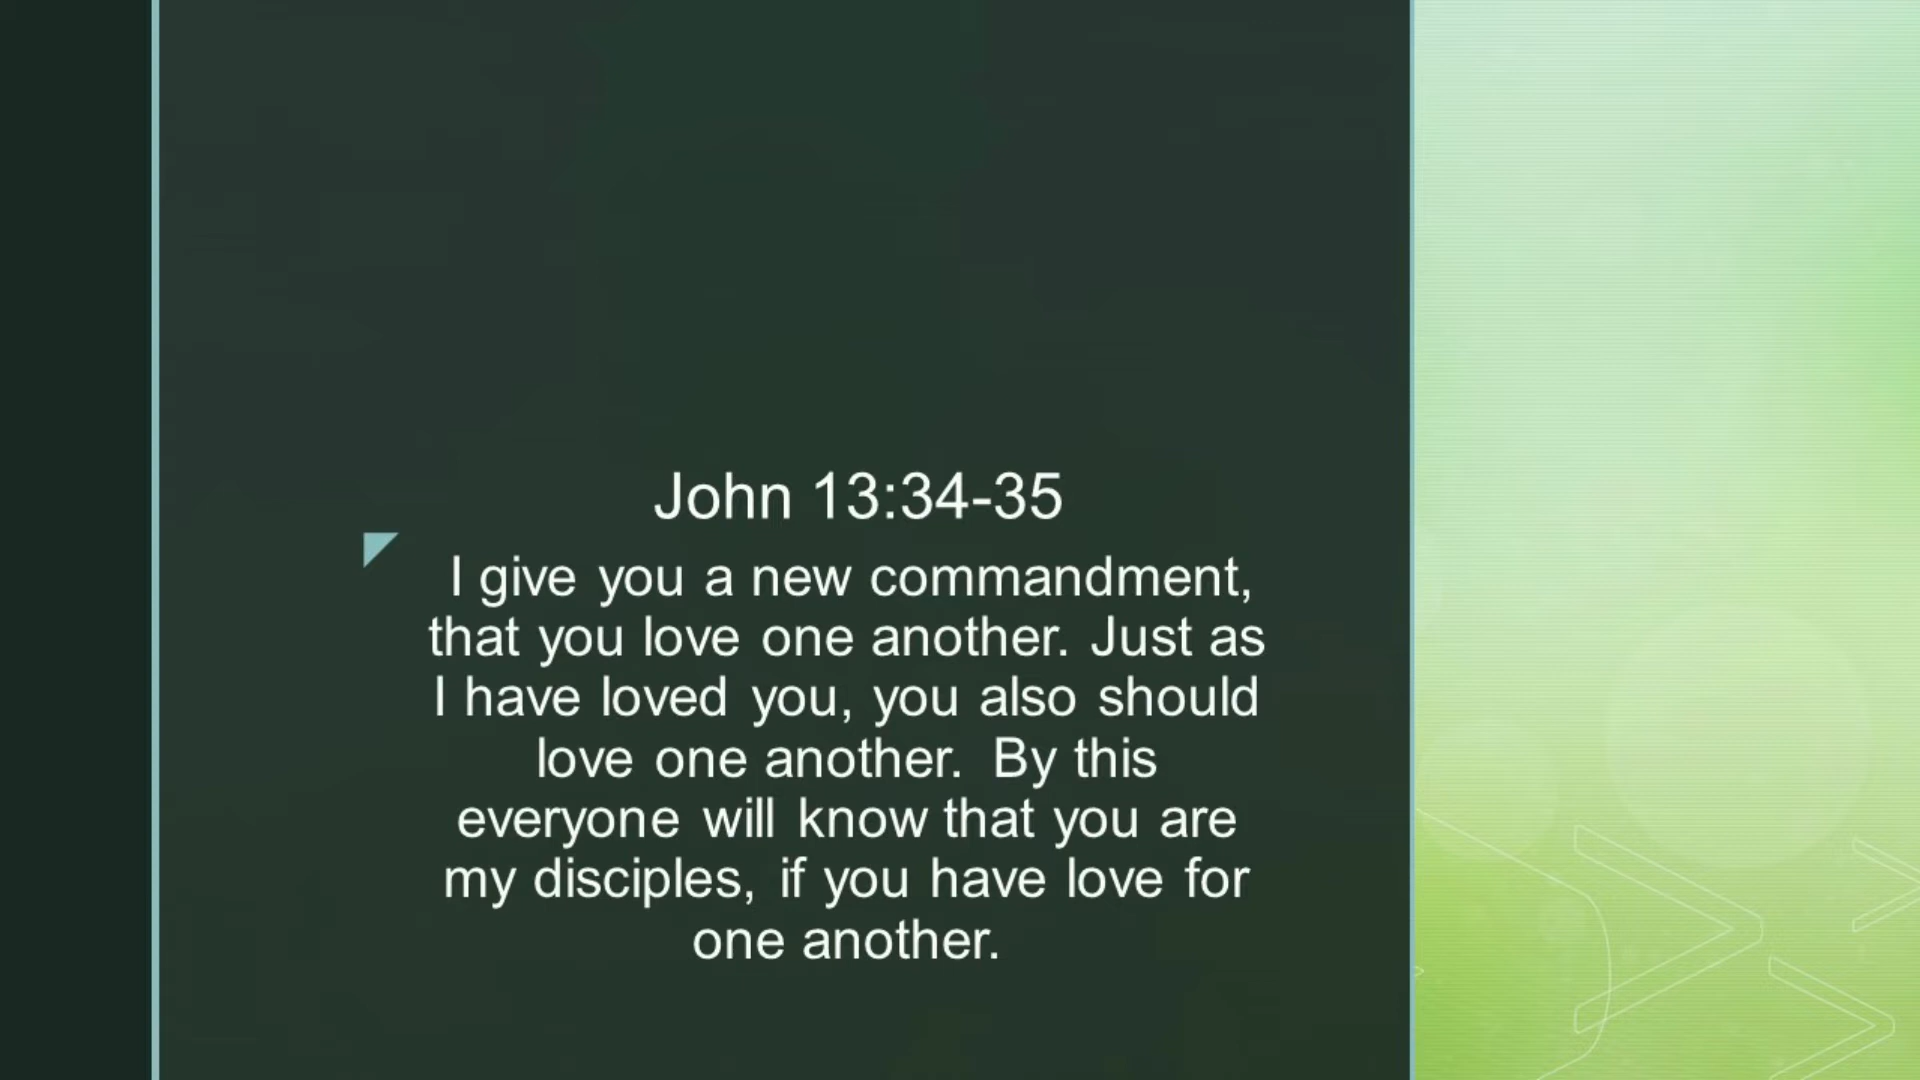 John 13:34-35
I give you a new commandment,
that you love one another. Just as
I have loved you, you also should
love one another. By this
everyone will know that you are
my disciples, if you have love for
one another.